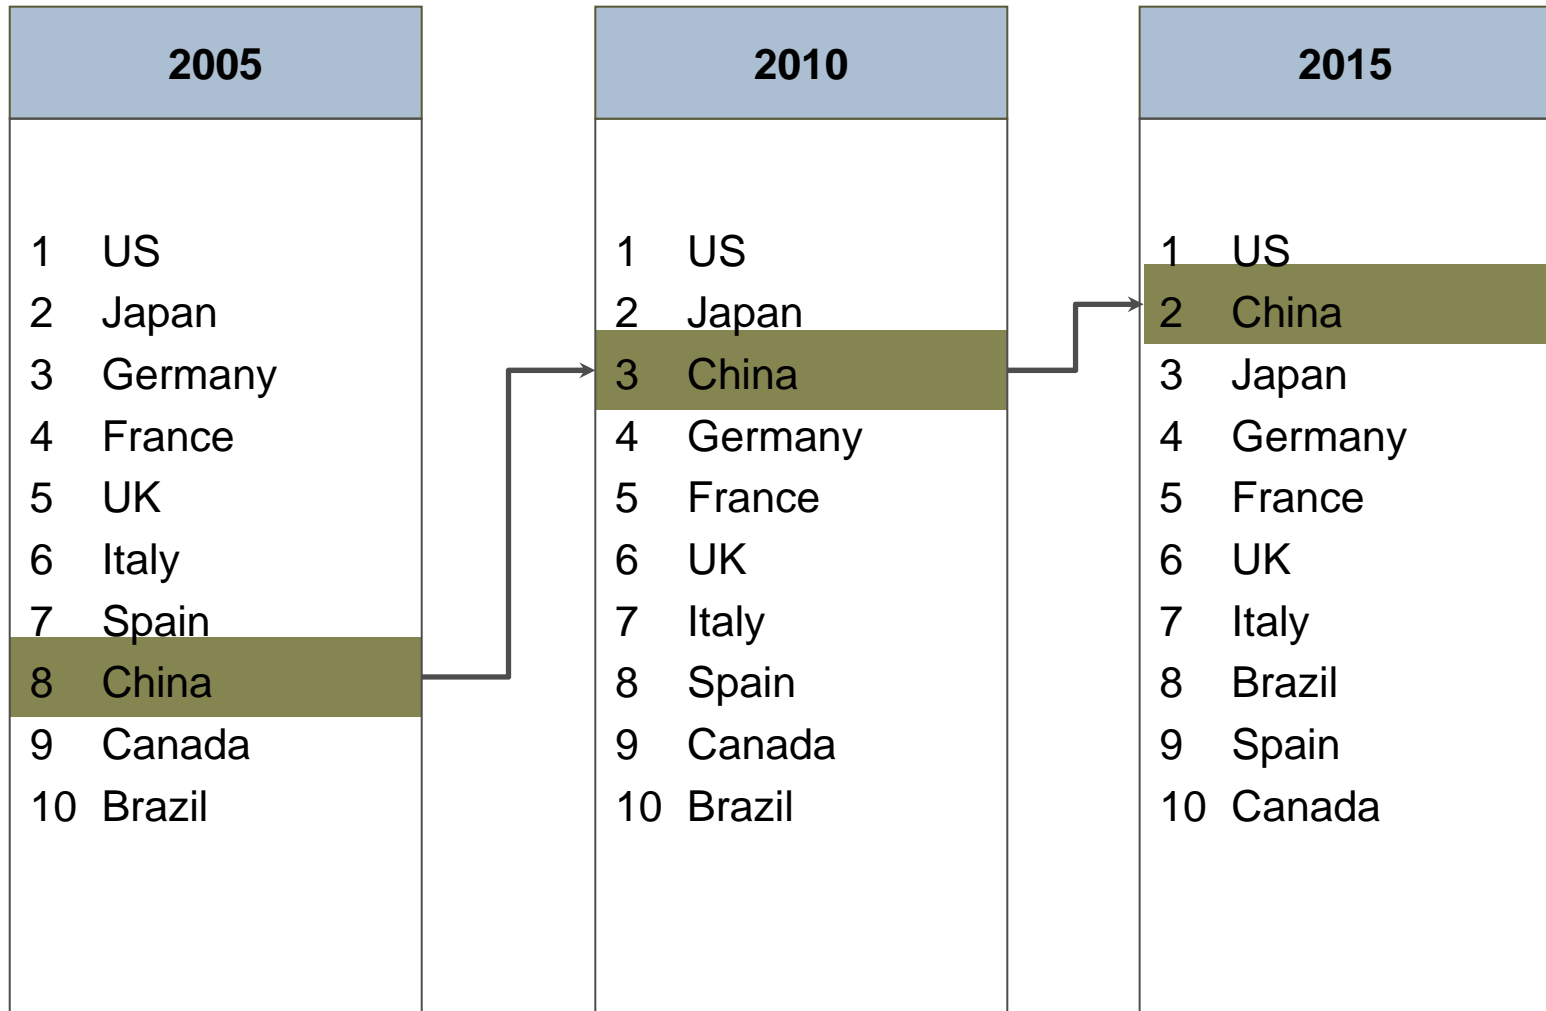 2005
1 US
2 Japan
3 Germany
4 France
5 UK
6 Italy
7 Spain
8 China
9 Canada
10 Brazil
2010
1 US
2 Japan
3 China
4 Germany
5 France
6 UK
7 Italy
8 Spain
9 Canada
10 Brazil
2015
1 US
2 China
3 Japan
4 Germany
5 France
6 UK
7 Italy
8 Brazil
9 Spain
10 Canada